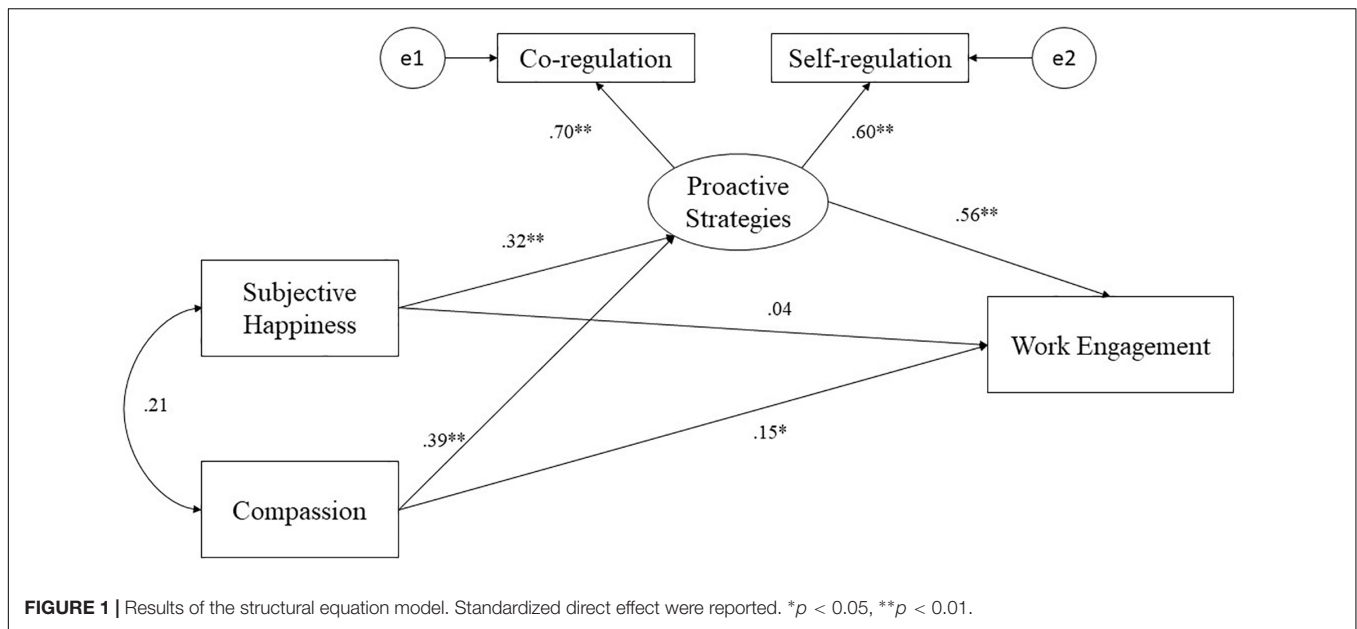 e1
Co-regulation
Self-regulation
e2
.70**
.60**
Proactive
Strategies
.56**
.32**
Subjective
Happiness
.04
Work Engagement
.21
.39**
.15*
Compassion
FIGURE 1 | Results of the structural equation model. Standardized direct effect were reported. *p < 0.05, **p < 0.01.